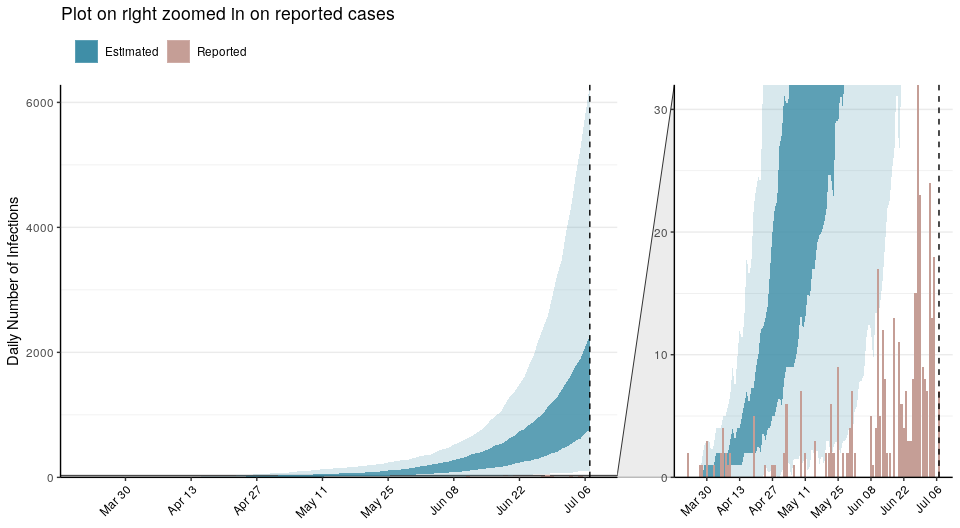 Plot on right zoomed in on reported cases
Estimated
Reported
Daily Number of Infections
6000
4000
2000
0
Mar 30
Apr 13
Apr 27
May 11
May 25
Jun 08
Jun 22
Jul 06
30
20
10
0
Mar 30
Apr 13
Apr 27
May 11
May 25
Jun 08
Jun 22
Jul 06